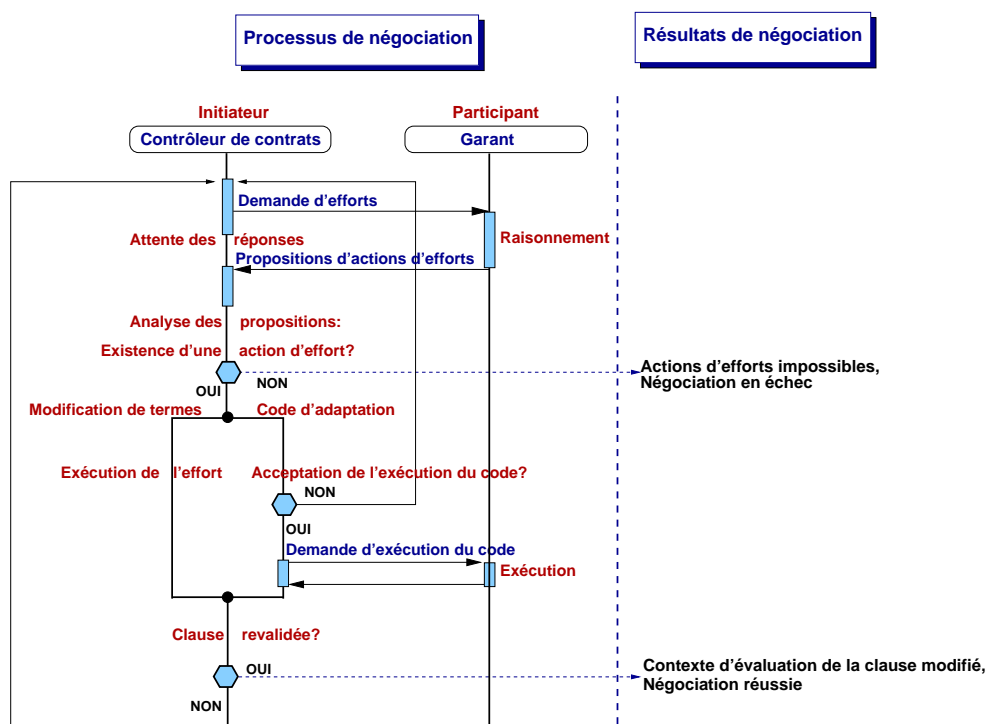 Processus de négociation
Résultats de négociation
Initiateur
Participant
Contrôleur de contrats
Garant
Demande d'efforts
Attente des réponses
Raisonnement
Propositions d'actions d'efforts
Analyse des propositions:
Existence d'une action d'effort?
NON
OUI
Actions d'efforts impossibles,
Négociation en échec
Modification de termes
Code d'adaptation
Exécution de l'effort
Acceptation de l'exécution du code?
NON
OUI
Demande d'exécution du code
Exécution
Clause revalidée?
OUI
NON
Contexte d'évaluation de la clause modifié,
Négociation réussie